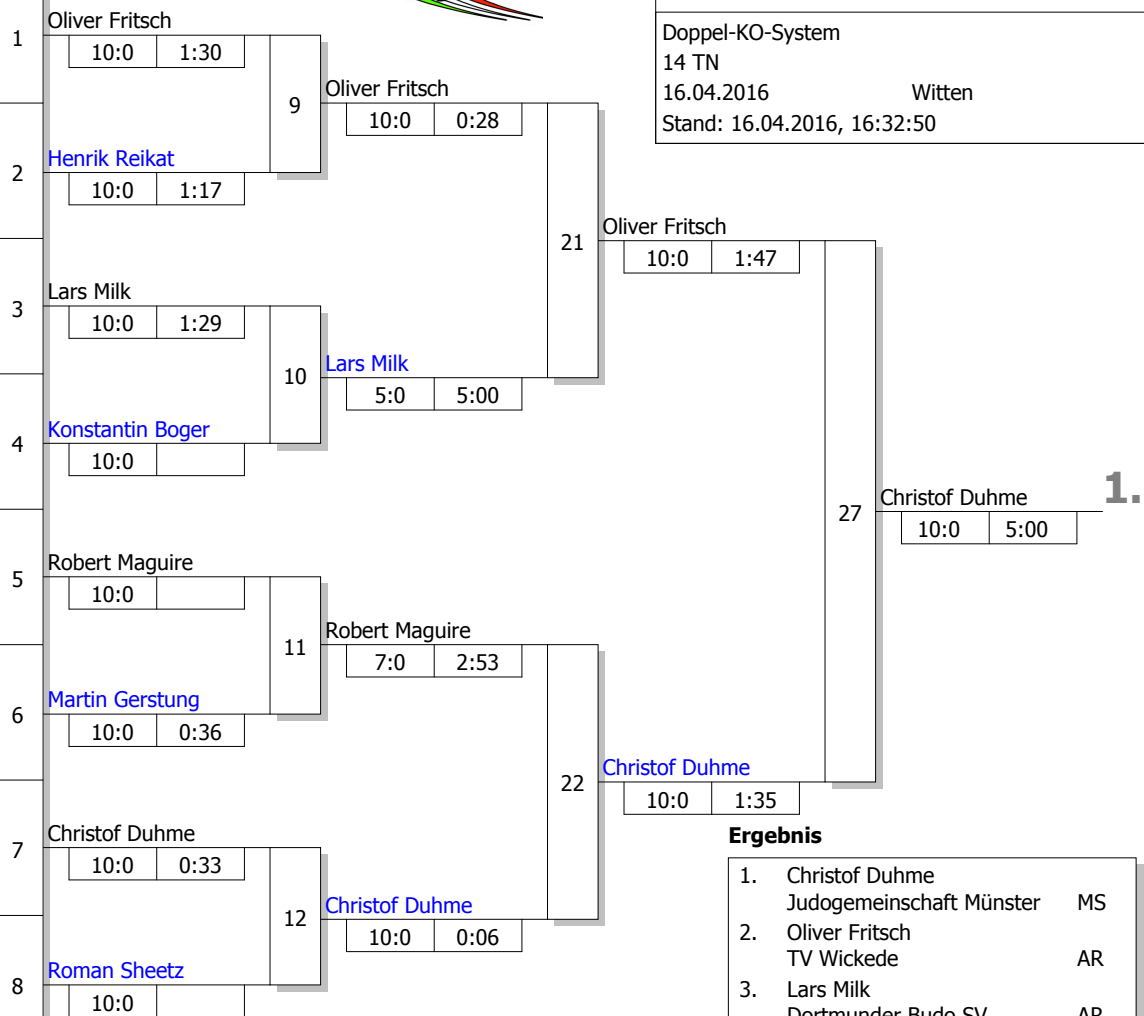 Doppel-KO-System
14 TN
16.04.2016 Witten
Stand: 16.04.2016, 16:32:50
1
Oliver Fritsch
10:0 1:30
9
Oliver Fritsch
10:0 0:28
2
Henrik Reikat
10:0 1:17
21
Oliver Fritsch
10:0 1:47
3
Lars Milk
10:0 1:29
10
Lars Milk
5:0 5:00
4
Konstantin Boger
10:0
27
Christof Duhme
10:0 5:00
1.
5
Robert Maguire
10:0
11
Robert Maguire
7:0 2:53
6
Martin Gerstung
10:0 0:36
22
Christof Duhme
10:0 1:35
7
Christof Duhme
10:0 0:33
12
Christof Duhme
10:0 0:06
8
Roman Sheetz
10:0
Ergebnis
1. Christof Duhme
Judogemeinschaft Münster MS
2. Oliver Fritsch
TV Wickede AR
3. Lars Milk
Dortmunder Budo SV AR